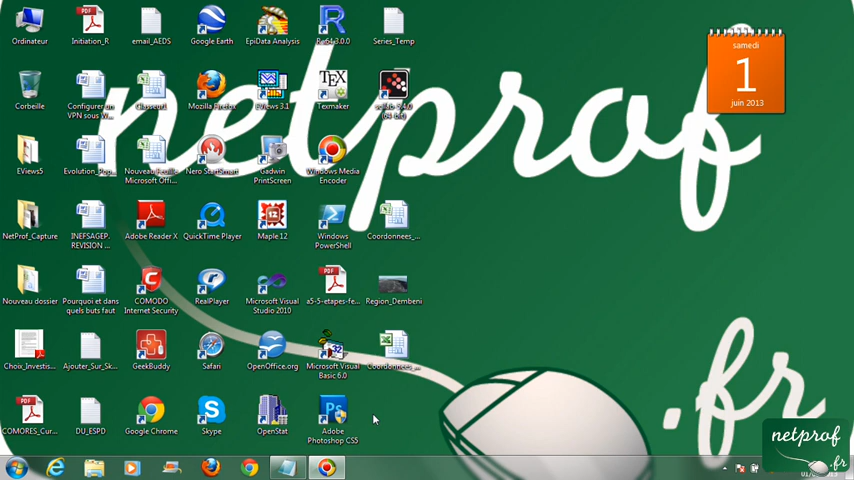 netprof
.fr
samedi
1
juin 2013
Ordinateur
Initiation_R
email_AEDS
Google Earth
EpiData Analysis
Series_Temp
Corbeille
Configurer un
VPN sous W...
Classeur1
Mozilla Firefox
EViews 3.1
Texmaker
(64-bit)
EViews5
Evolution_Pop...
Nouveau Feuille
Microsoft Offi...
Nero StartSmart
Gadwin
PrintScreen
Windows Media
Encoder
NetProf_Capture
INEFSAGEP.
REVISION ...
Adobe Reader X
QuickTime Player
Maple 12
Windows
PowerShell
Coordonnees_...
Nouveau dossier
Pourquoi et dans
quels buts faut
COMODO
Internet Security
RealPlayer
Microsoft Visual
Studio 2010
a5-5-etapes-fe...
Region_Dembeni
Choix_Investis...
Ajouter_Sur_Sk...
GeekBuddy
Safari
OpenOffice.org
Microsoft Visual
Basic 6.0
Coordonnees_...
COMORES_Cur...
DU_ESPD
Google Chrome
Skype
OpenStat
Adobe
Photoshop CS5
netprof
.fr